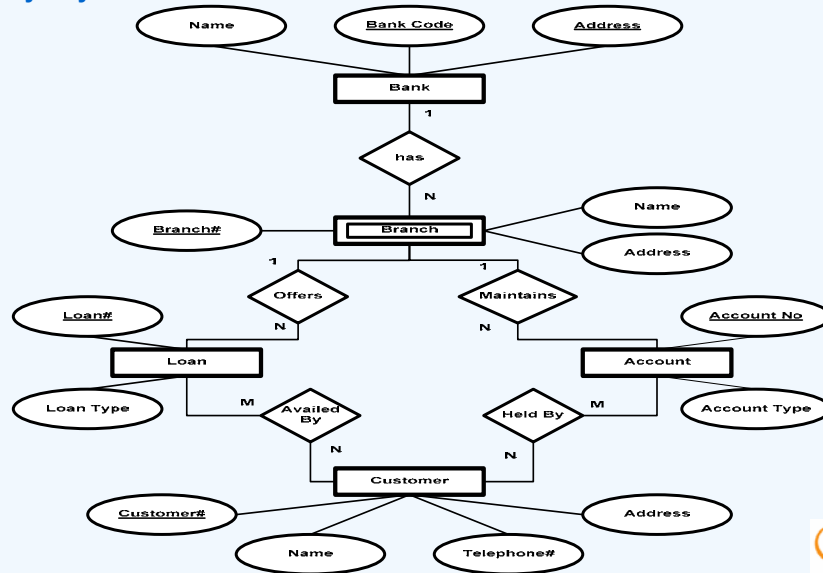 Name
Bank Code
Address
Bank
1
has
N
Branch#
Branch
Name
Address
1
1
Offers
Maintains
N
N
Loan#
Account No
Loan
Account
Loan Type
M
Availed
By
Held By
M
Account Type
N
N
Customer
Customer#
Address
Name
Telephone#